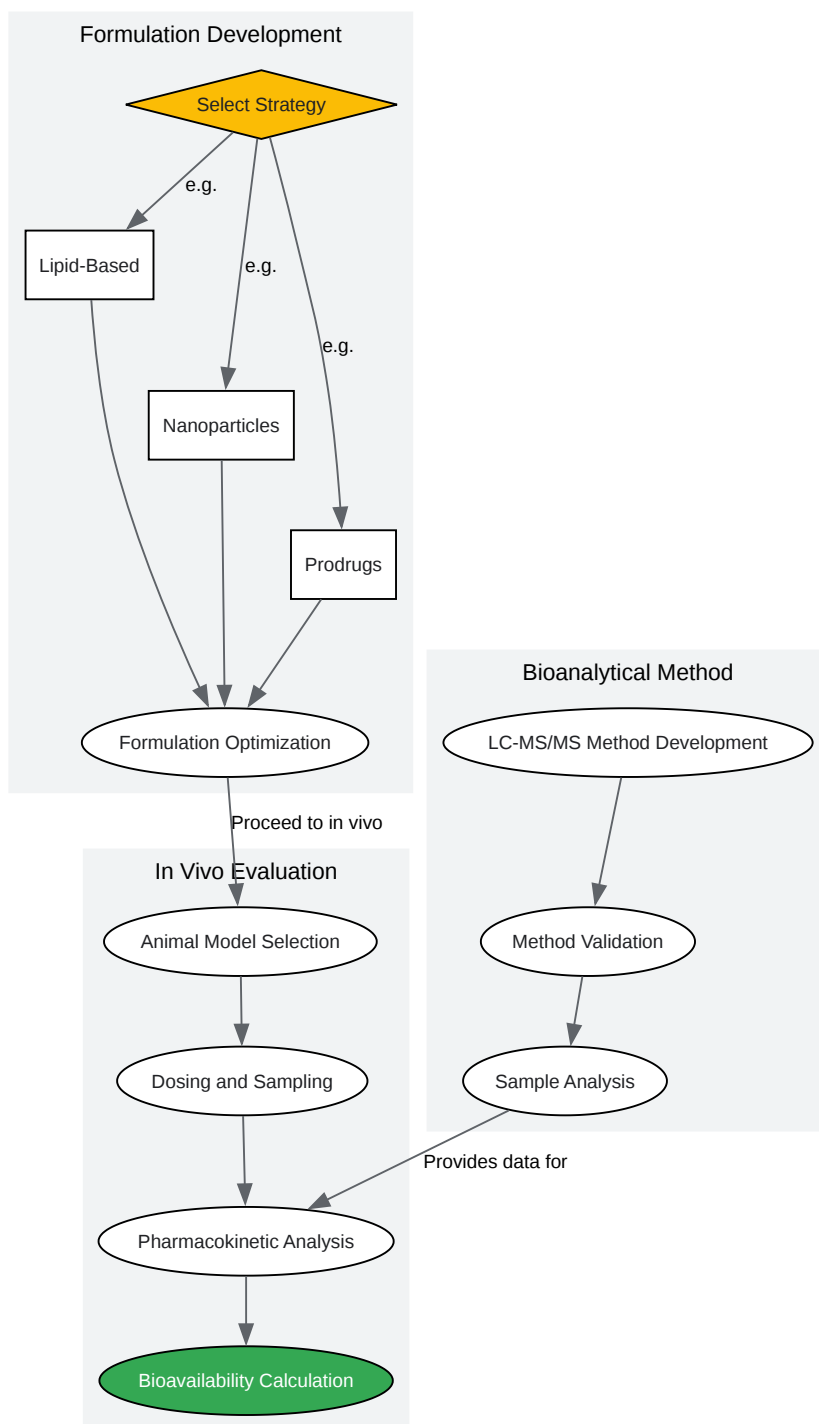 Formulation Development
Select Strategy
e.g.
Lipid-Based
e.g.
e.g.
Nanoparticles
Prodrugs
Formulation Optimization
Proceed to in vivo
Bioanalytical Method
LC-MS/MS Method Development
In Vivo Evaluation
Animal Model Selection
Method Validation
Dosing and Sampling
Sample Analysis
Provides data for
Pharmacokinetic Analysis
Bioavailability Calculation